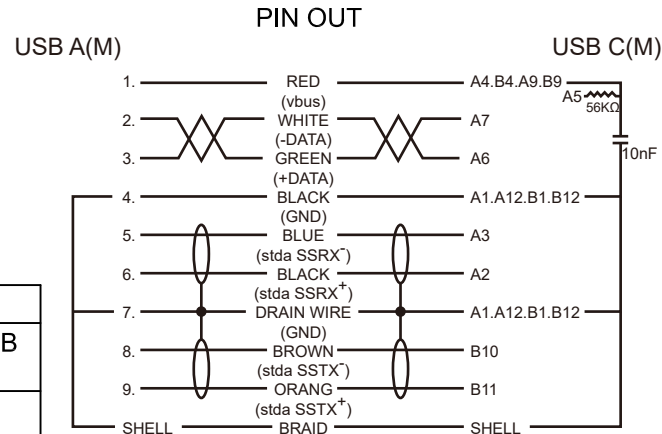 PIN OUT
USB A(M) USB C(M)
1. RED A4.B4.A9.B9
(vbus) A5 56KΩ
2. WHITE A7
(-DATA) 10nF
3. GREEN A6
(+DATA)
4. BLACK A1.A12.B1.B12
(GND)
5. BLUE A3
(stda SSRX⁻)
6. BLACK A2
(stda SSRX⁺)
7. DRAIN WIRE A1.A12.B1.B12
(GND)
B
8. BROWN B10
(stda SSTX⁻)
9. ORANG B11
(stda SSTX⁺)
SHELL BRAID SHELL